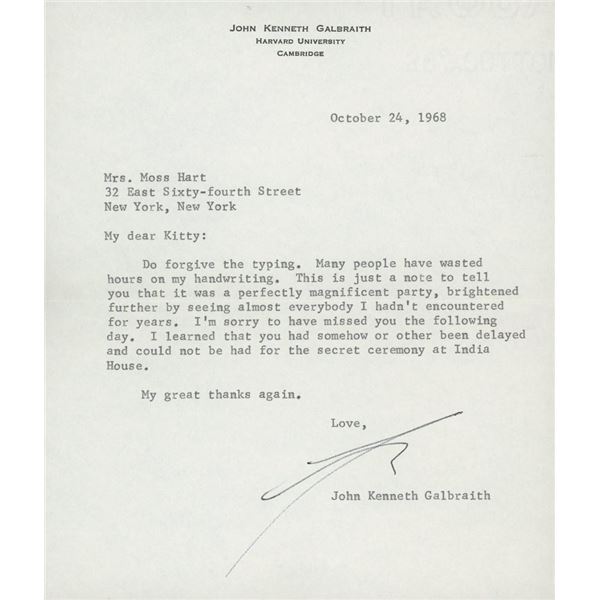 JOHN KENNETH GALBRAITH
HARVARD UNIVERSITY
CAMBRIDGE
October 24, 1968
Mrs. Moss Hart
32 East Sixty-fourth Street
New York, New York
My dear Kitty:
Do forgive the typing. Many people have wasted
hours on my handwriting. This is just a note to tell
you that it was a perfectly magnificent party, brightened
further by seeing almost everybody I hadn't encountered
for years. I'm sorry to have missed you the following
day. I learned that you had somehow or other been delayed
and could not be had for the secret ceremony at India
House.
My great thanks again.
Love,
John Kenneth Galbraith